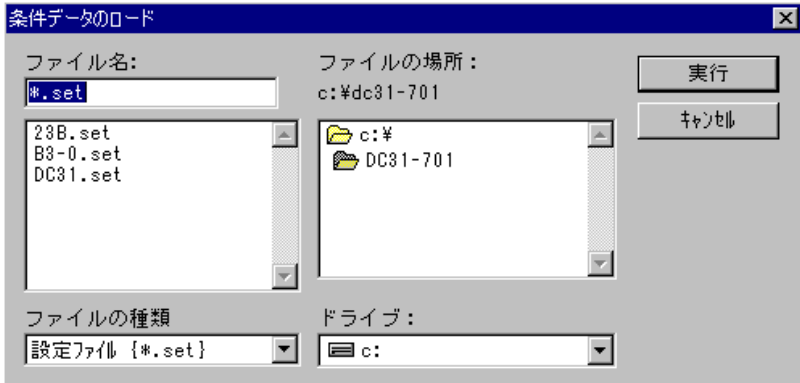 条件データのロード
ファイル名:
*.set
23B.set
B3-0.set
DC31.set
ファイルの種類
設定ﾌｧｲﾙ {*.set}
ファイルの場所：
c:¥dc31-701
c:¥
DC31-701
ドライブ：
c:
実行
ｷｬﾝｾﾙ